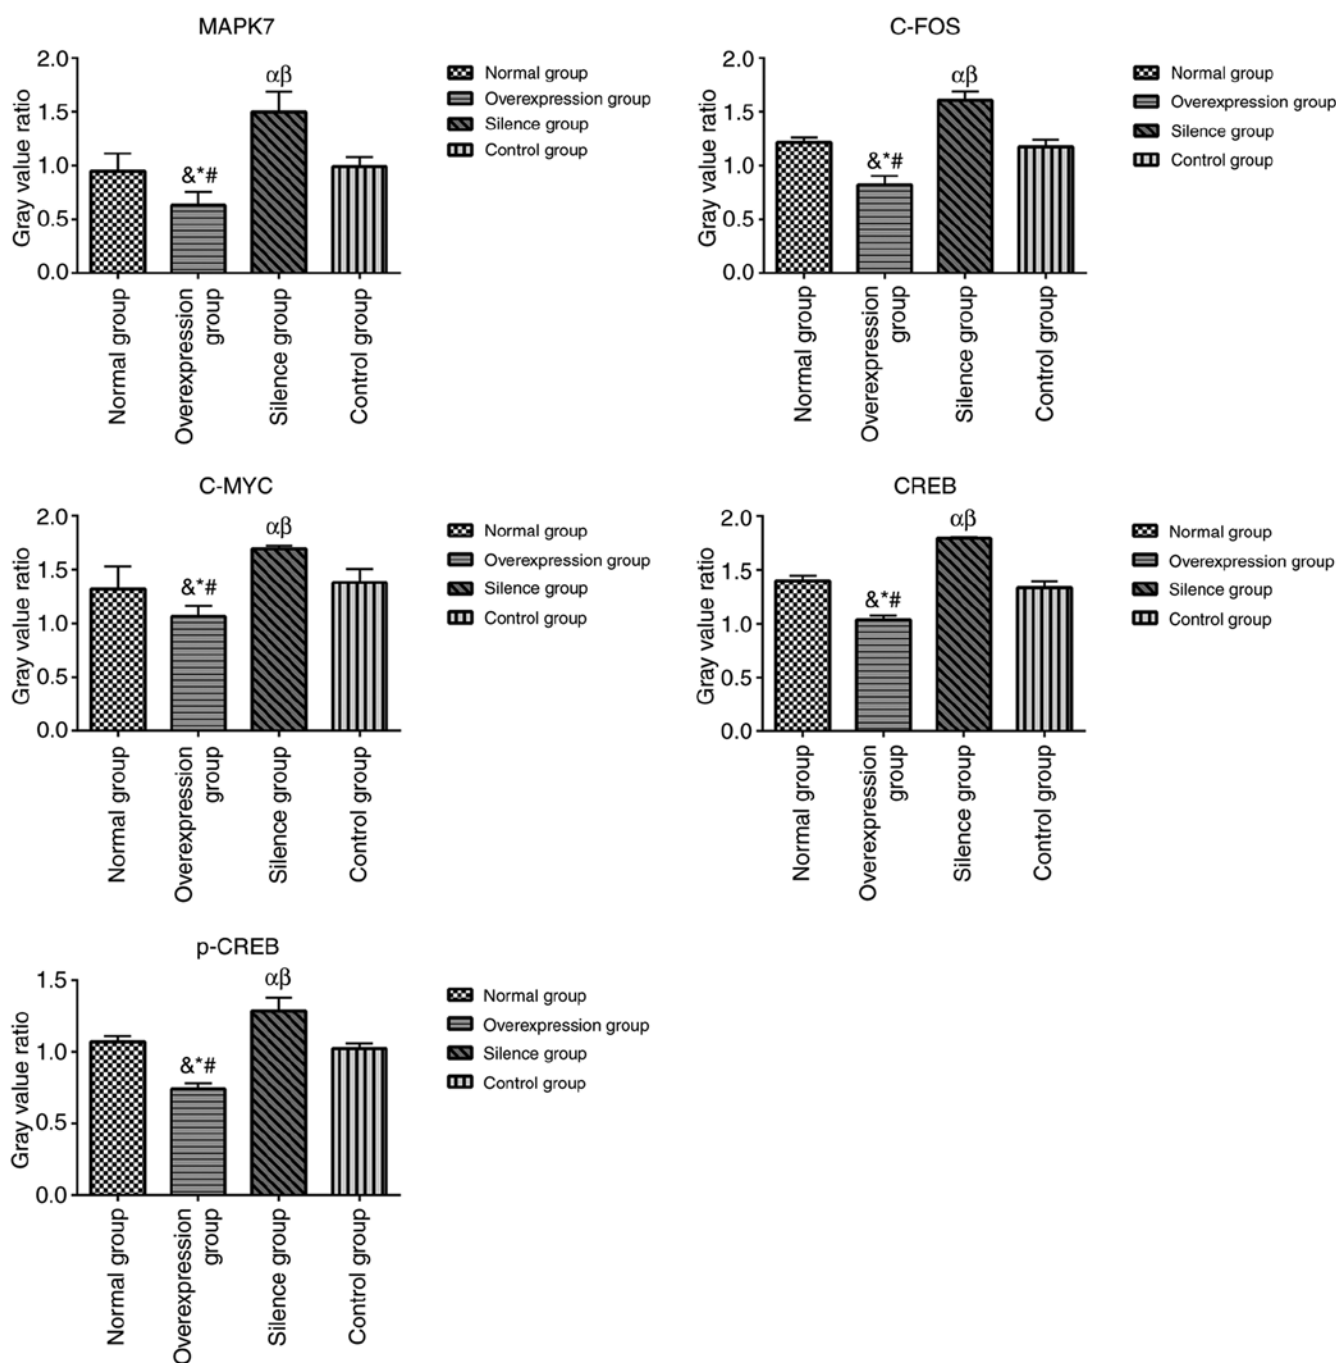 MAPK7
Gray value ratio
2.0
1.5
1.0
0.5
0.0
&*#
αβ
Normal group
Overexpression
group
Silence group
Control group
Normal group
Overexpression group
Silence group
Control group
C-FOS
Gray value ratio
2.0
1.5
1.0
0.5
0.0
&*#
αβ
Normal group
Overexpression
group
Silence group
Control group
Normal group
Overexpression group
Silence group
Control group
C-MYC
Gray value ratio
2.0
1.5
1.0
0.5
0.0
&*#
αβ
Normal group
Overexpression
group
Silence group
Control group
Normal group
Overexpression group
Silence group
Control group
CREB
Gray value ratio
2.0
1.5
1.0
0.5
0.0
&*#
αβ
Normal group
Overexpression
group
Silence group
Control group
Normal group
Overexpression group
Silence group
Control group
p-CREB
Gray value ratio
1.5
1.0
0.5
0.0
&*#
αβ
Normal group
Overexpression
group
Silence group
Control group
Normal group
Overexpression group
Silence group
Control group